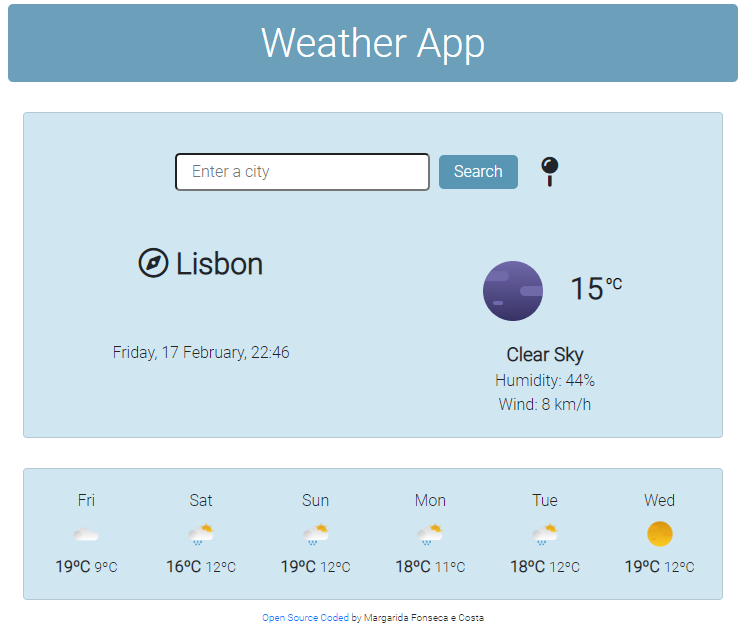 Weather App
Enter a city
Search
Lisbon
15 ºC
Friday, 17 February, 22:46
Clear Sky
Humidity: 44%
Wind: 8 km/h
Fri Sat Sun Mon Tue Wed
19ºC 9ºC 16ºC 12ºC 19ºC 12ºC 18ºC 11ºC 18ºC 12ºC 19ºC 12ºC
Open Source Coded by Margarida Fonseca e Costa